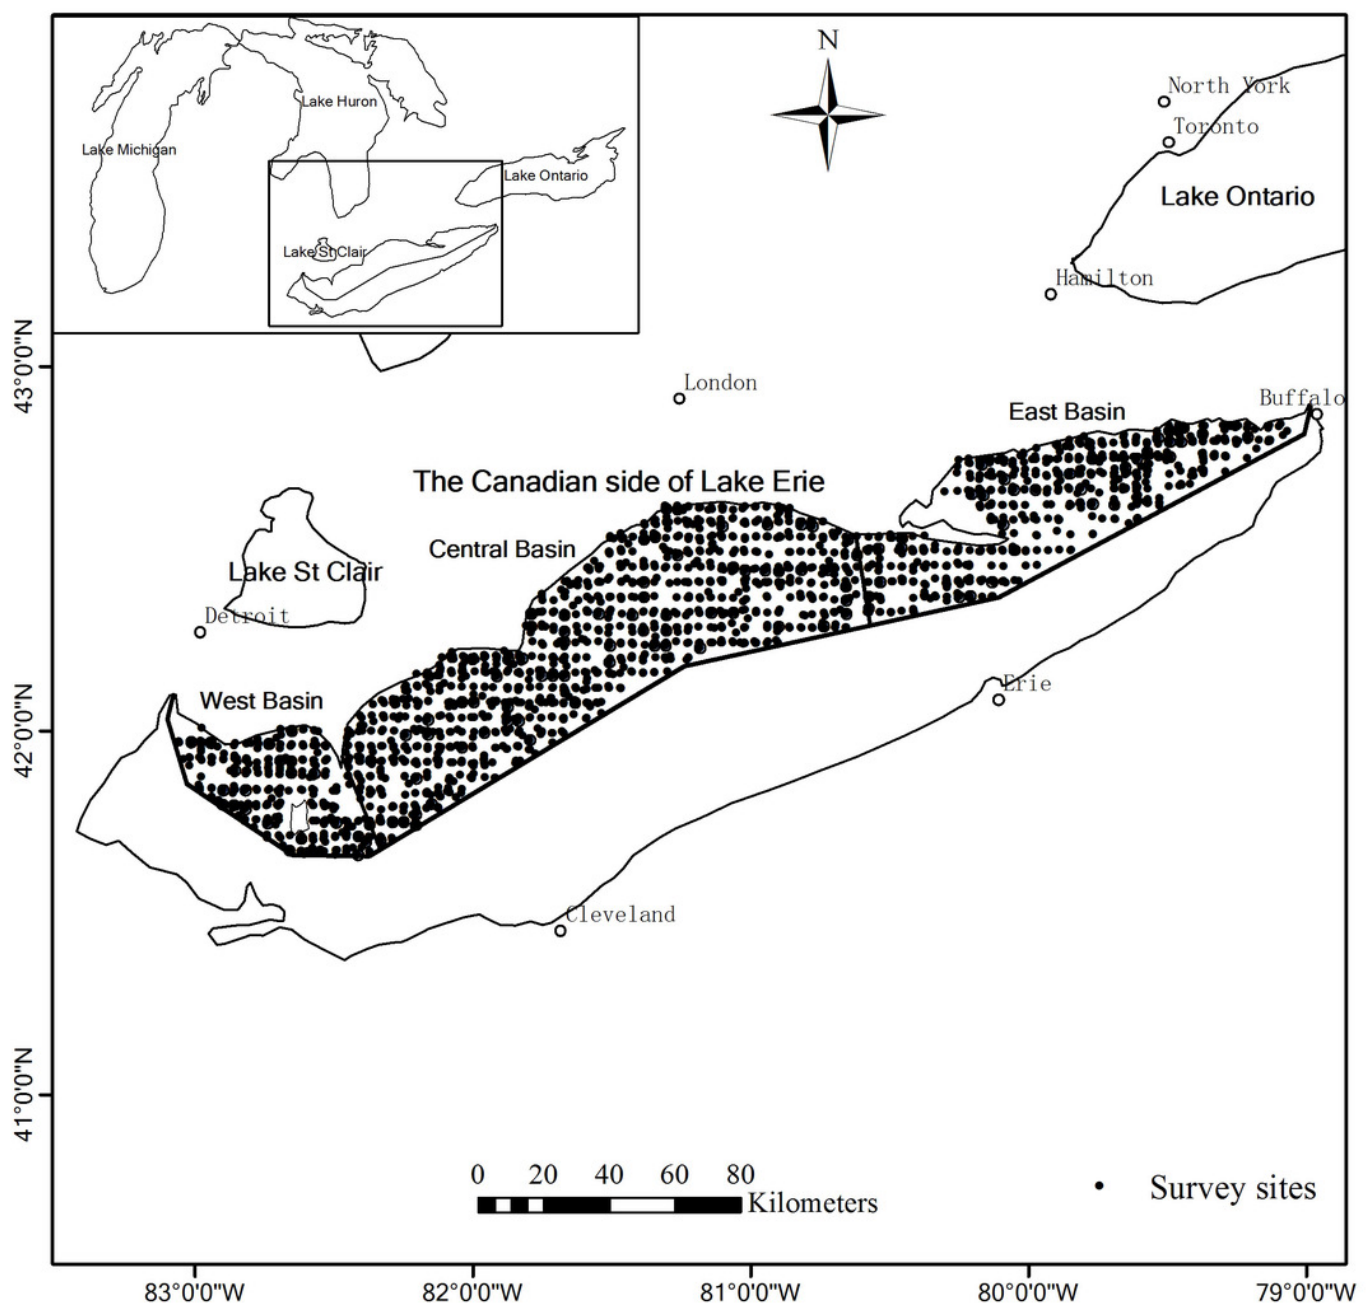 N
Lake Huron
Lake Michigan
Lake Ontario
Lake St Clair
North York
Toronto
Lake Ontario
Hamilton
43°0'0"N
London
Buffalo
East Basin
The Canadian side of Lake Erie
Central Basin
Lake St Clair
Detroit
West Basin
Erie
42°0'0"N
Cleveland
41°0'0"N
0 20 40 60 80
Kilometers
Survey sites
83°0'0"W 82°0'0"W 81°0'0"W 80°0'0"W 79°0'0"W